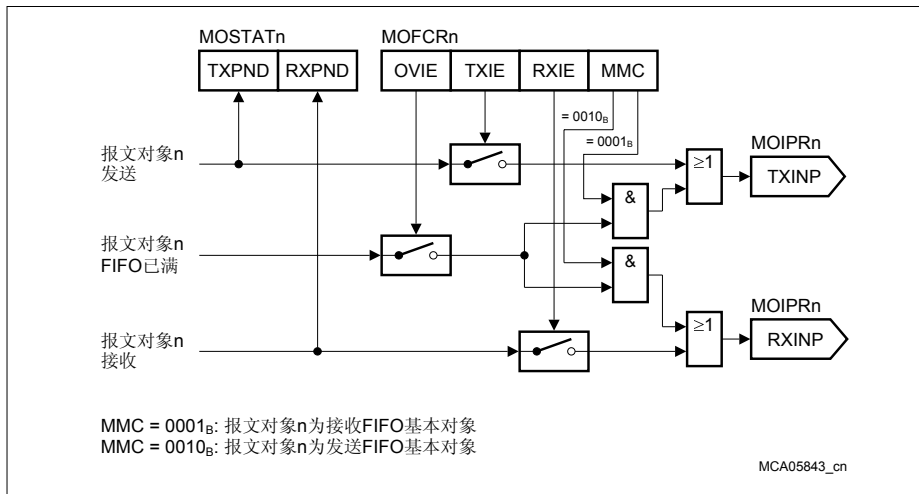 MOSTATn
MOFCRn
TXPND RXPND
OVIE TXIE RXIE MMC
= 0010B
= 0001B
报文对象n
发送
≥1
MOIPRn
TXINP
&
报文对象n
FIFO已满
&
报文对象n
接收
≥1
MOIPRn
RXINP
MMC = 0001B: 报文对象n为接收FIFO基本对象
MMC = 0010B: 报文对象n为发送FIFO基本对象
MCA05843_cn